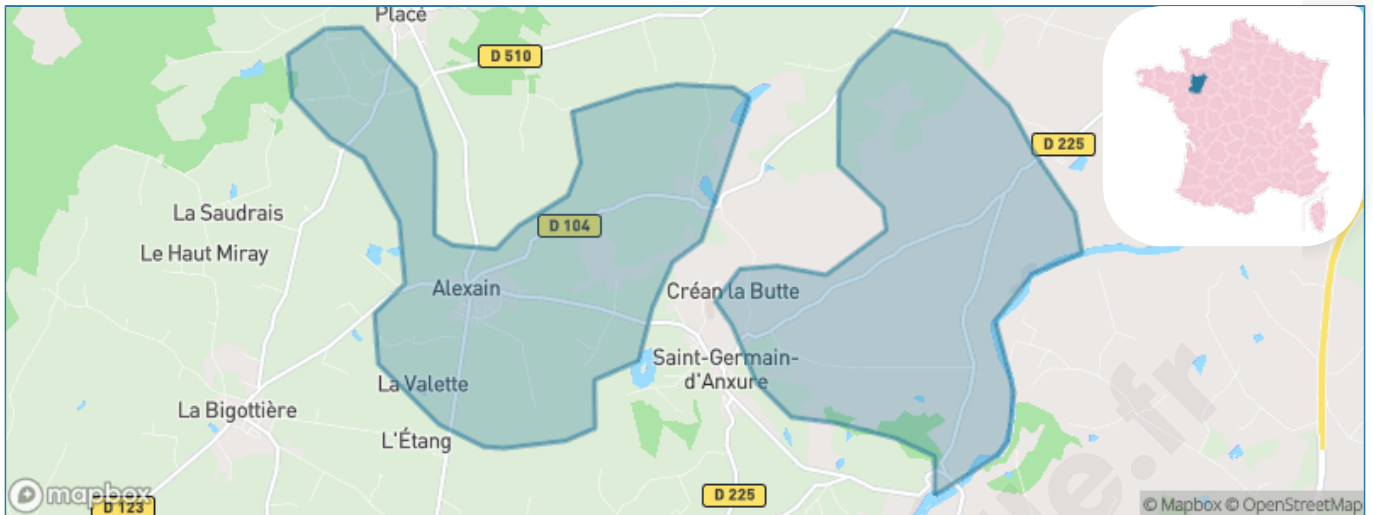 Placé
D 510
D 225
La Saudrais
D 104
Le Haut Miray
Alexain
Créan la Butte
Saint-Germain-
d'Anxure
La Valette
La Bigottière
L'Étang
D 225
mapbox
D 123
© Mapbox © OpenStreetMap